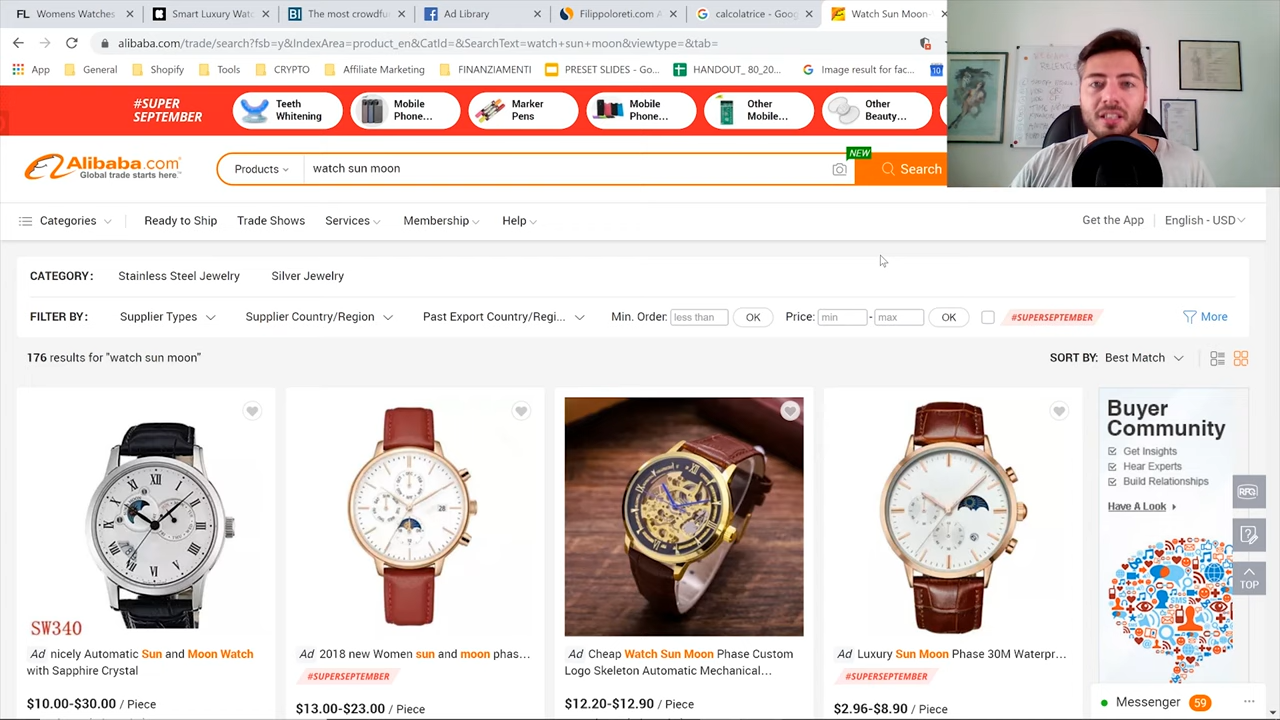 FL Womens Watches
Smart Luxury Wat
BI The most crowdfu
Ad Library
Filippoloreti.com A
calcolatrice - Goo
Watch Sun Moon-
alibaba.com/trade/search?fsb=y&IndexArea=product_en&CatId=&SearchText=watch+sun+moon&viewtype=&tab=
App
General
Shopify
Tools
CRYPTO
Affiliate Marketing
FINANZIAMENTI
PRESET SLIDES - Go...
HANDOUT_ 80_20...
Image result for fac...
10
#SUPER
SEPTEMBER
Teeth
Whitening
Mobile
Phone...
Marker
Pens
Mobile
Phone...
Other
Mobile...
Other
Beauty...
Alibaba.com
Global trade starts here.™
Products
watch sun moon
NEW
Search
Categories
Ready to Ship
Trade Shows
Services
Membership
Help
Get the App
English - USD
CATEGORY:
Stainless Steel Jewelry
Silver Jewelry
FILTER BY:
Supplier Types
Supplier Country/Region
Past Export Country/Regi...
Min. Order:
less than
OK
Price:
min
-
max
OK
#SUPERSEPTEMBER
More
176 results for "watch sun moon"
SORT BY: Best Match
SW340
Ad nicely Automatic Sun and Moon Watch
with Sapphire Crystal
$10.00-$30.00 / Piece
Ad 2018 new Women sun and moon phas...
#SUPERSEPTEMBER
$13.00-$23.00 / Piece
Ad Cheap Watch Sun Moon Phase Custom
Logo Skeleton Automatic Mechanical...
$12.20-$12.90 / Piece
Ad Luxury Sun Moon Phase 30M Waterpr...
#SUPERSEPTEMBER
$2.96-$8.90 / Piece
Buyer
Community
Get Insights
Hear Experts
Build Relationships
Have A Look
SMS
RFQ
TOP
Messenger
59